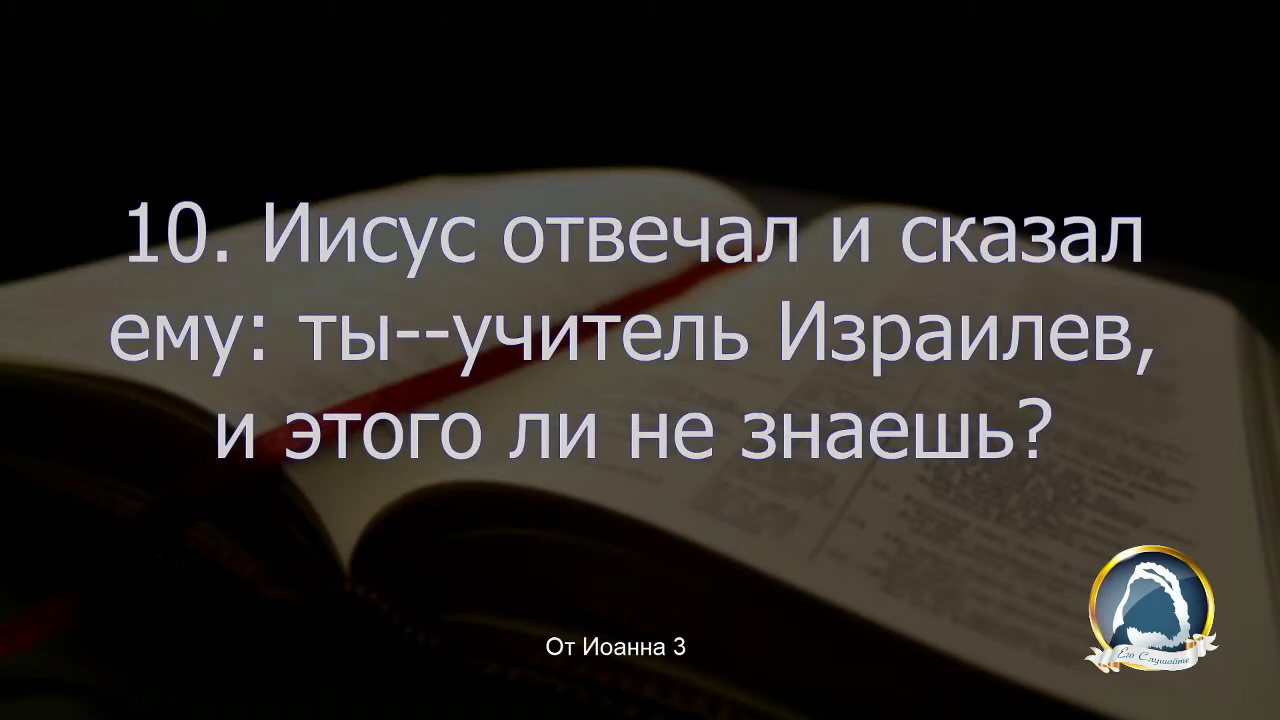 10. Иисус отвечал и сказал
ему: ты--учитель Израилев,
и этого ли не знаешь?
От Иоанна 3
Его Слушайте